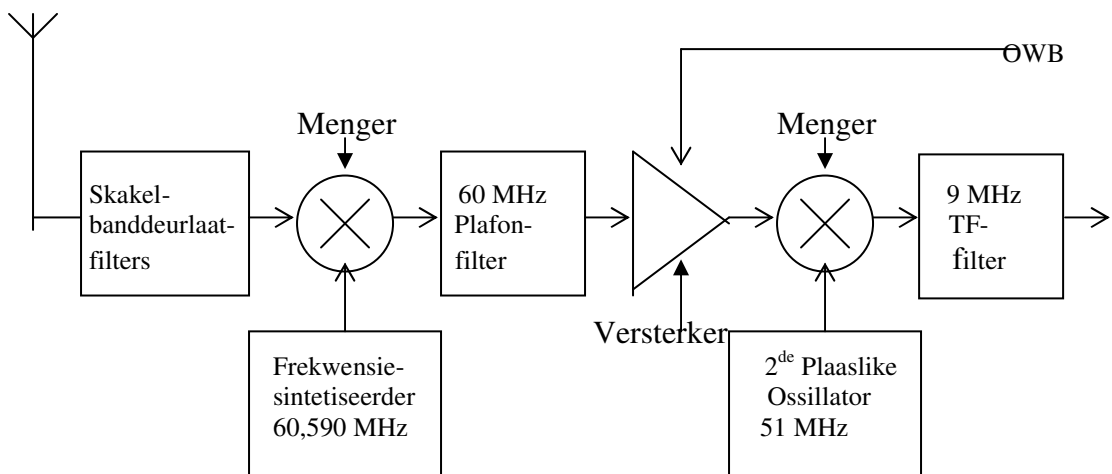 OWB
Menger
Menger
Skakel-
banddeurlaat-
filters
60 MHz
Plafon-
filter
9 MHz
TF-
filter
Versterker
Frekwensie-
sintetiseerder
60,590 MHz
2de Plaaslike
Ossillator
51 MHz